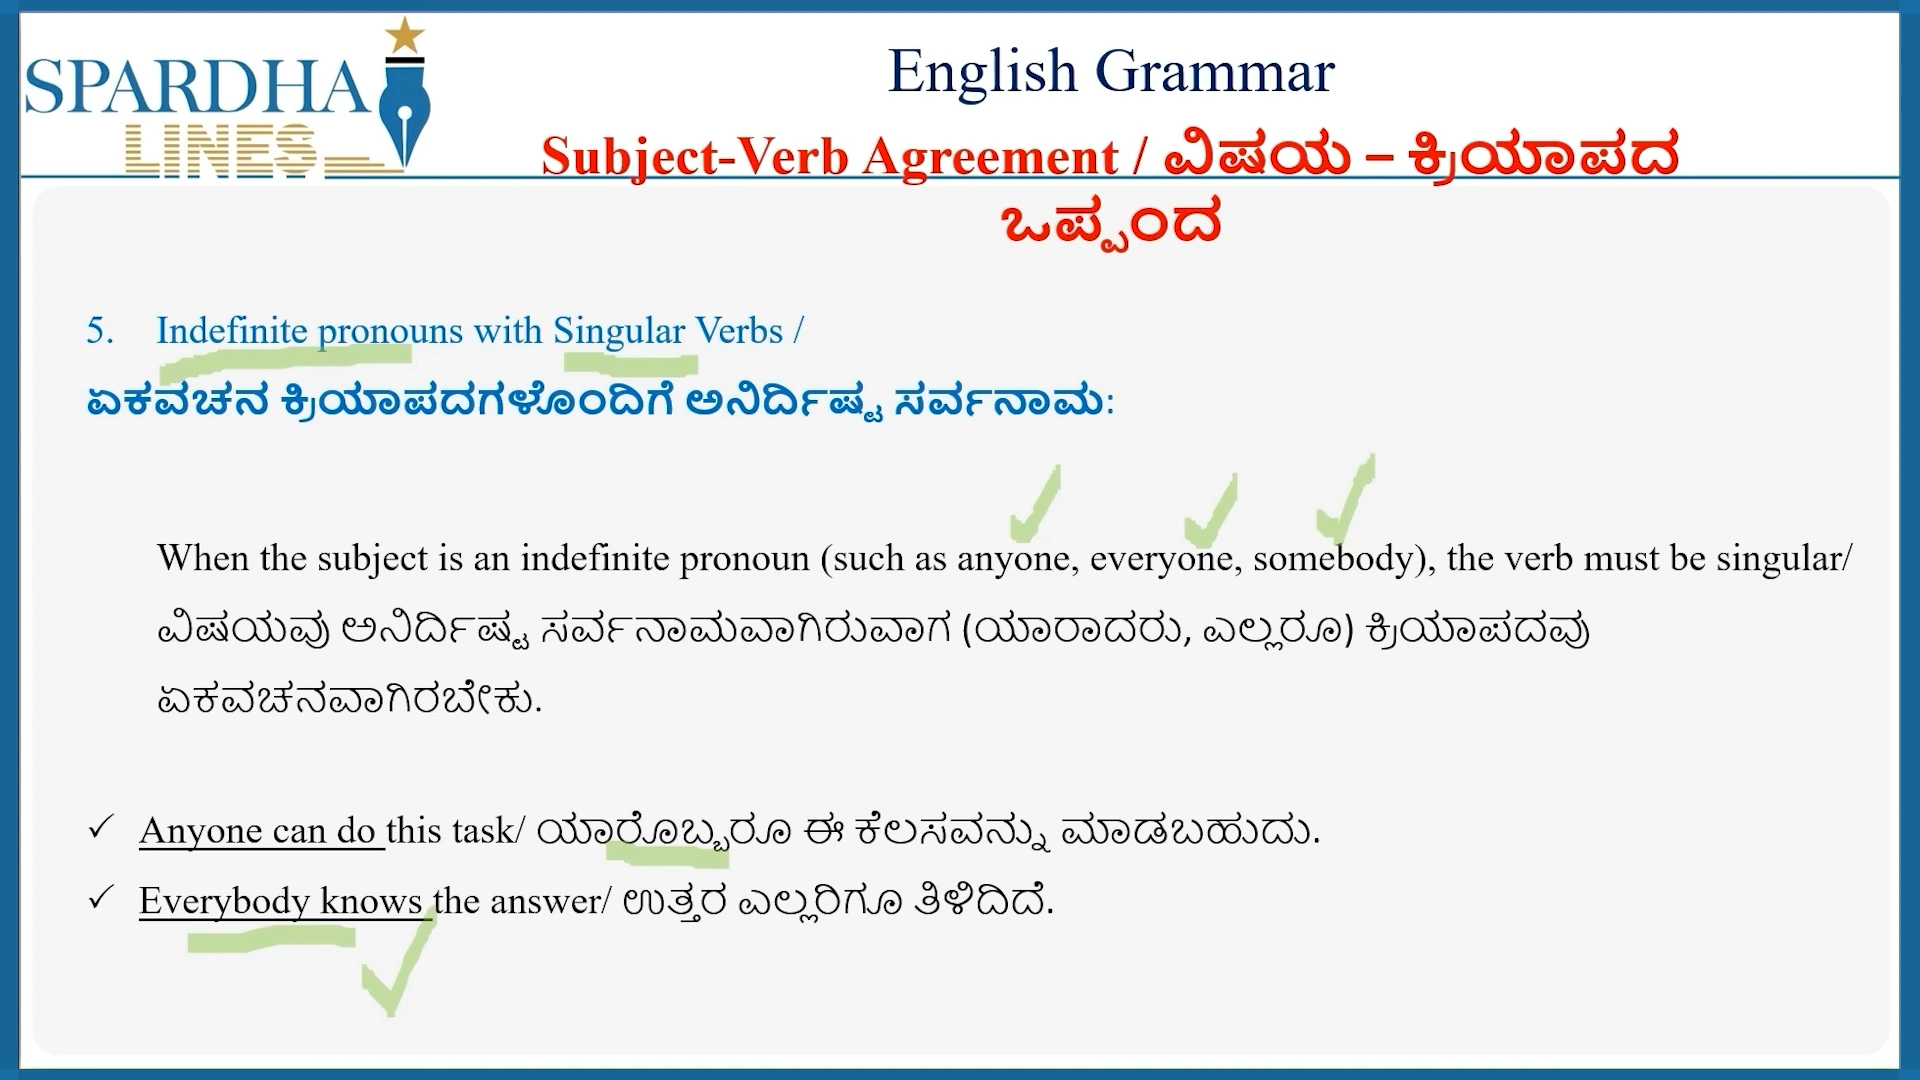 SPARDHA
LINES
English Grammar
Subject-Verb Agreement / ವಿಷಯ – ಕ್ರಿಯಾಪದ
ಒಪ್ಪಂದ
5. Indefinite pronouns with Singular Verbs /
ಏಕವಚನ ಕ್ರಿಯಾಪದಗಳೊಂದಿಗೆ ಅನಿರ್ದಿಷ್ಟ ಸರ್ವನಾಮ:
When the subject is an indefinite pronoun (such as anyone, everyone, somebody), the verb must be singular/
ವಿಷಯವು ಅನಿರ್ದಿಷ್ಟ ಸರ್ವನಾಮವಾಗಿರುವಾಗ (ಯಾರಾದರು, ಎಲ್ಲರೂ) ಕ್ರಿಯಾಪದವು
ಏಕವಚನವಾಗಿರಬೇಕು.
✓ Anyone can do this task/ ಯಾರೊಬ್ಬರೂ ಈ ಕೆಲಸವನ್ನು ಮಾಡಬಹುದು.
✓ Everybody knows the answer/ ಉತ್ತರ ಎಲ್ಲರಿಗೂ ತಿಳಿದಿದೆ.